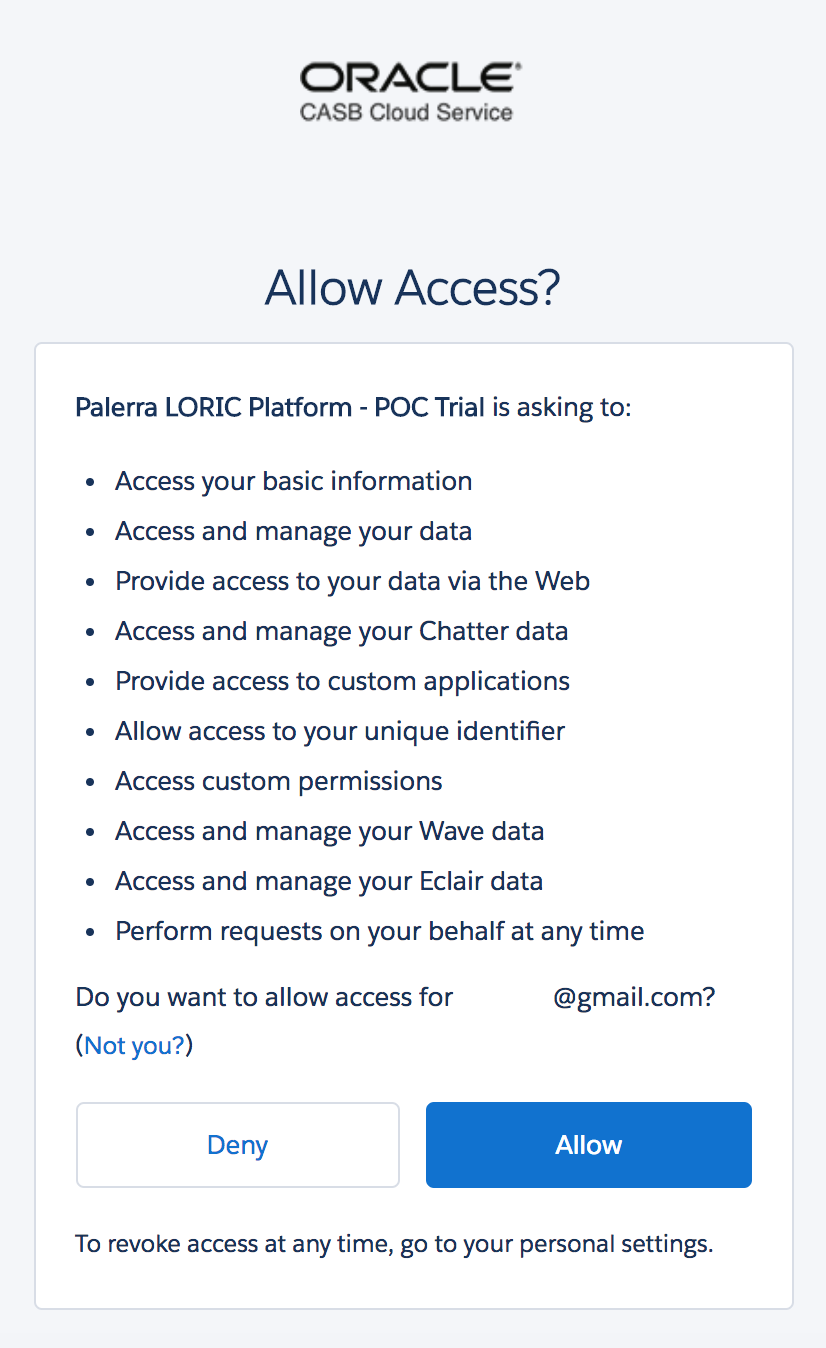 ORACLE®
CASB Cloud Service
Allow Access?
Palerra LORIC Platform - POC Trial is asking to:
• Access your basic information
• Access and manage your data
• Provide access to your data via the Web
• Access and manage your Chatter data
• Provide access to custom applications
• Allow access to your unique identifier
• Access custom permissions
• Access and manage your Wave data
• Access and manage your Eclair data
• Perform requests on your behalf at any time
Do you want to allow access for @gmail.com?
(Not you?)
Deny Allow
To revoke access at any time, go to your personal settings.